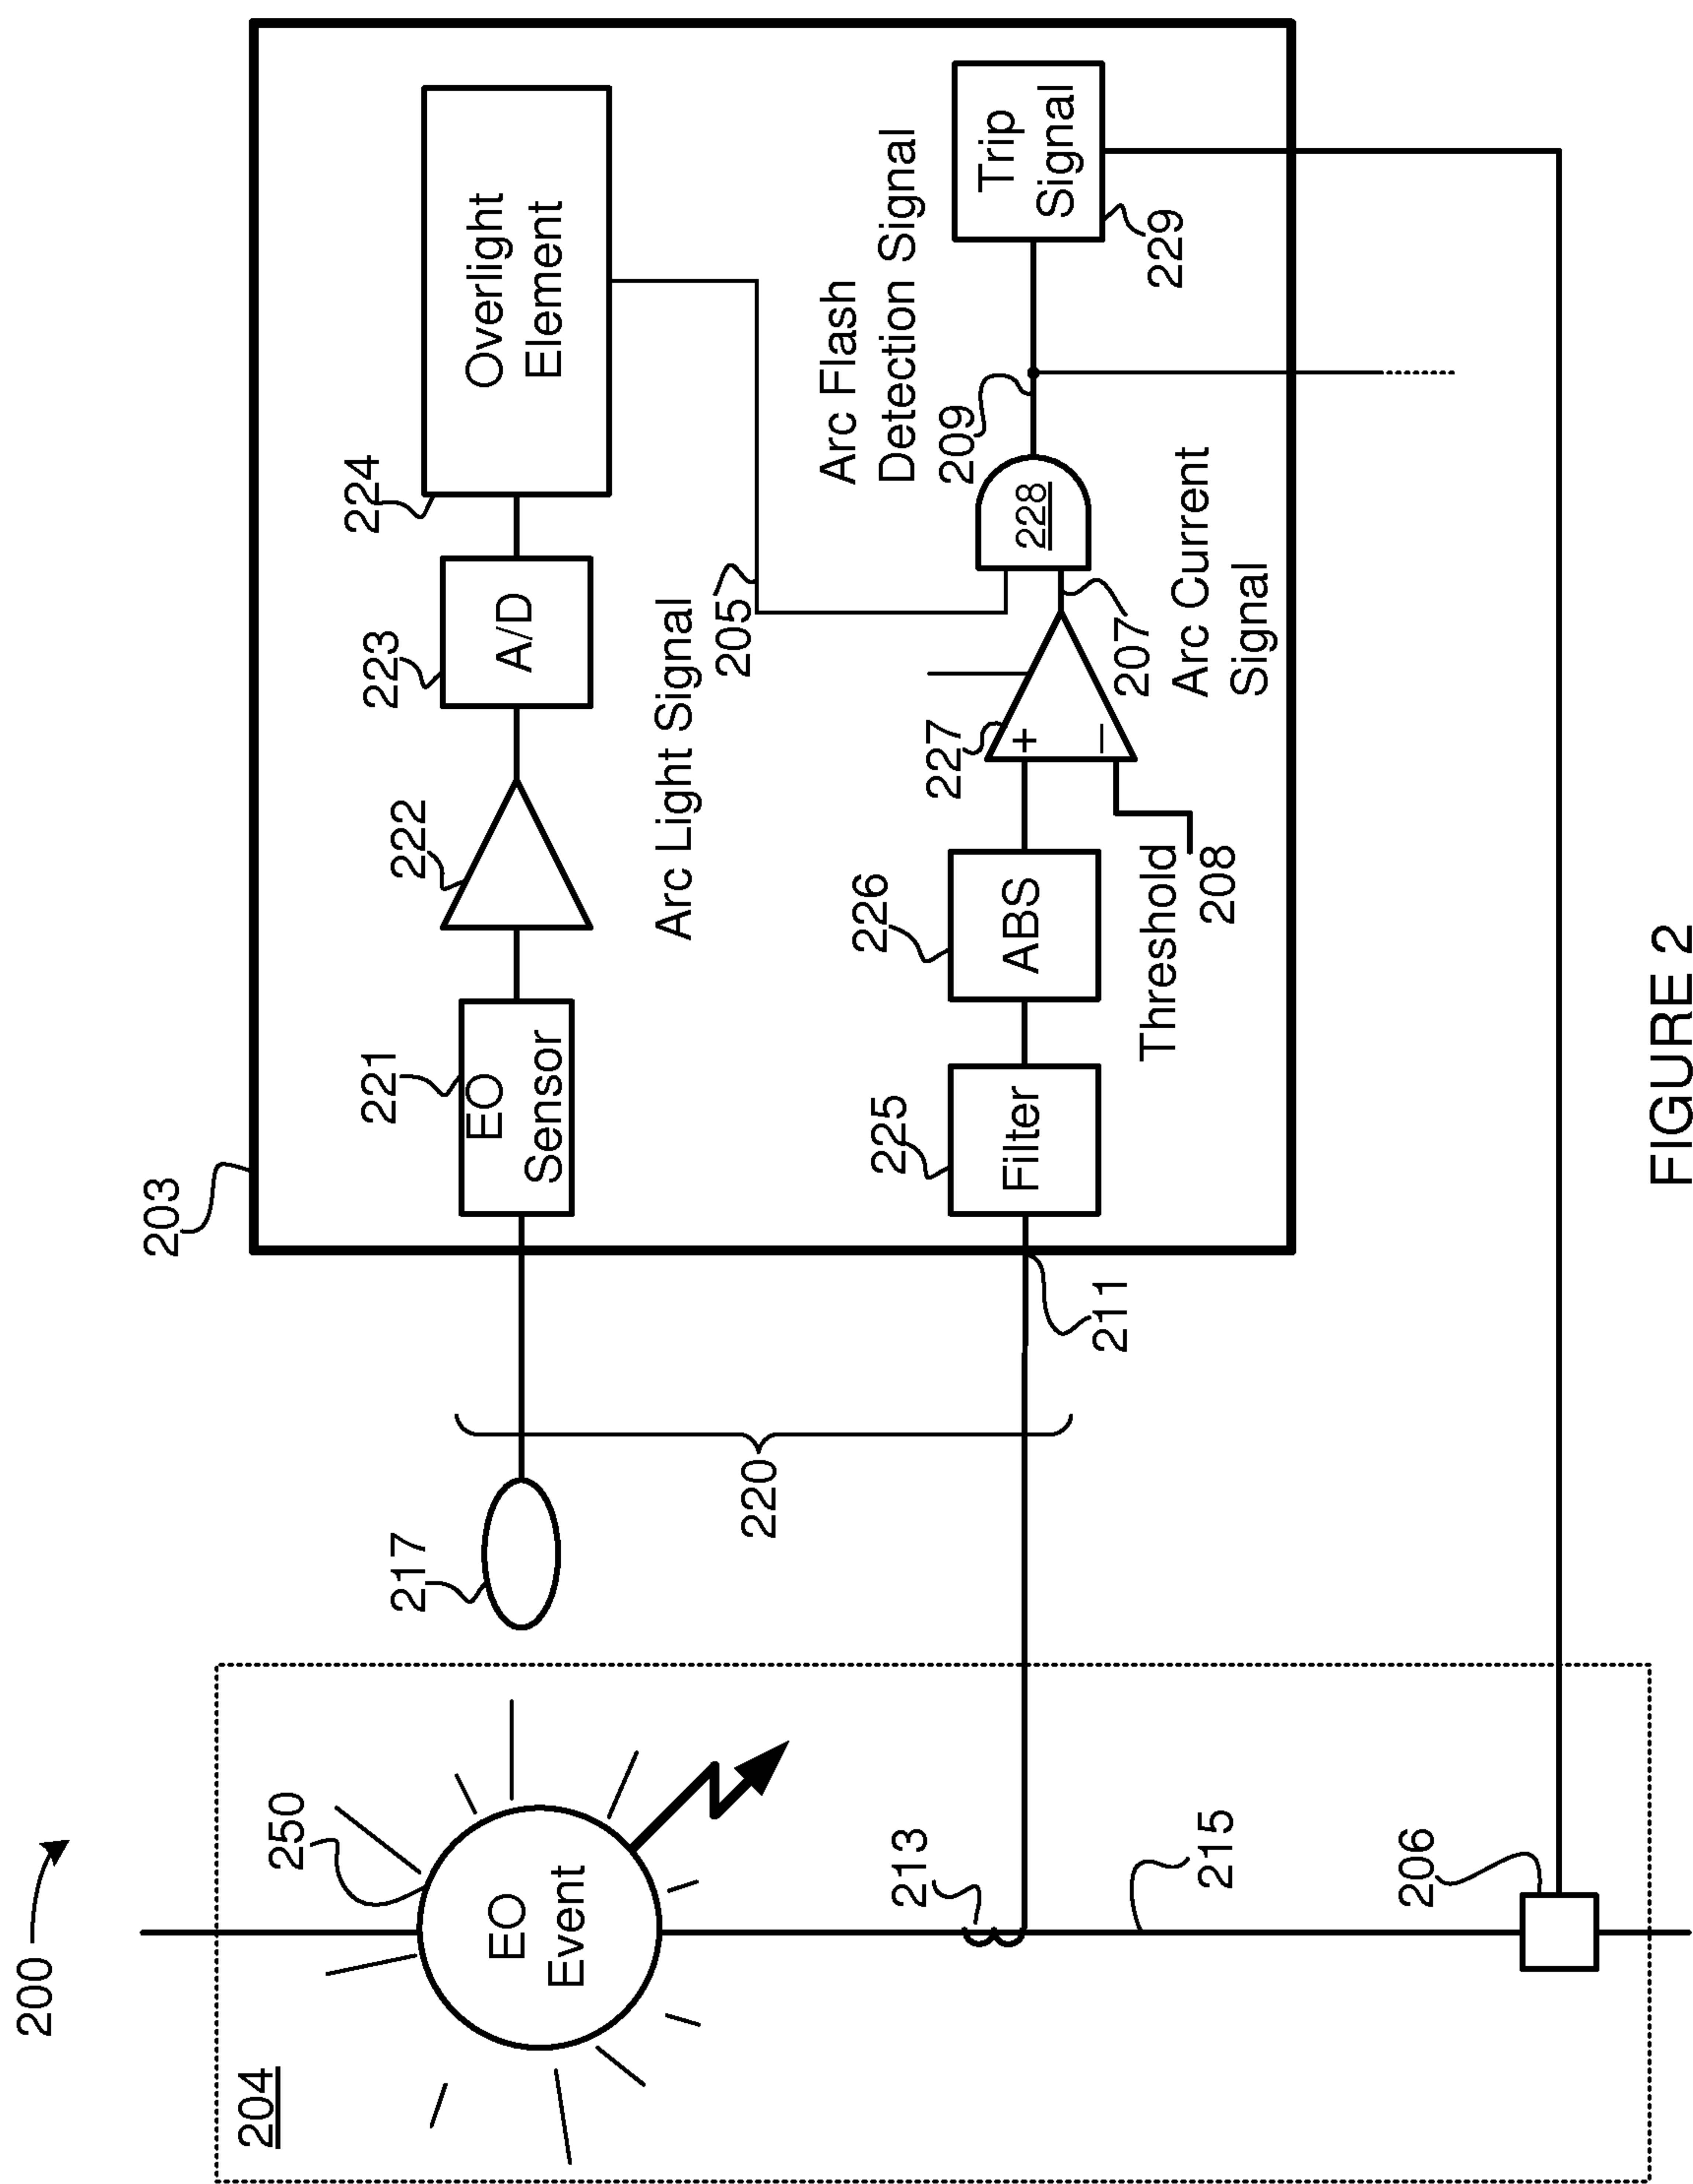 200
204
250
EO
Event
213
215
206
217
220
211
203
221
EO
Sensor
222
223
A/D
224
Overlight
Element
Arc Light Signal
205
225
Filter
226
ABS
Threshold
208
227
+
–
207
Arc Current
Signal
228
209
Arc Flash
Detection Signal
Trip
Signal
229
FIGURE 2